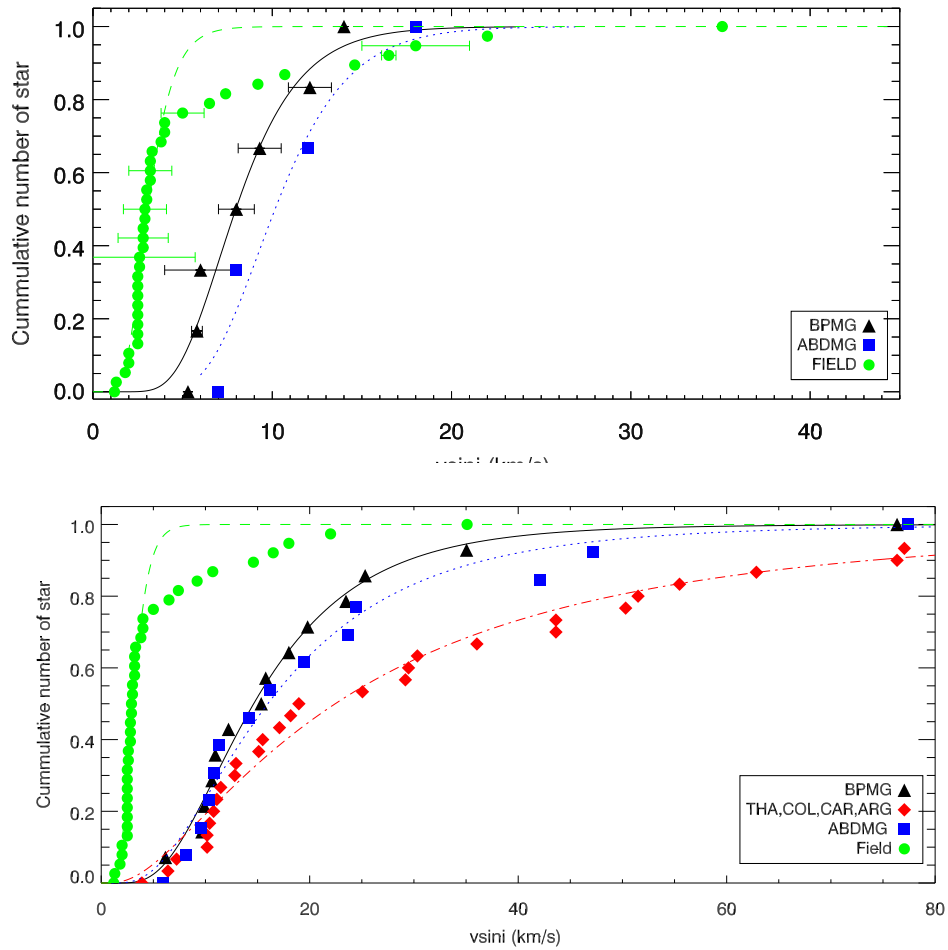 Cummulative number of star
1.0
0.8
0.6
0.4
0.2
0.0
BPMG
ABDMG
FIELD
0 10 20 30 40
vsini (km/s)
Cummulative number of star
1.0
0.8
0.6
0.4
0.2
0.0
BPMG
THA,COL,CAR,ARG
ABDMG
Field
0 20 40 60 80
vsini (km/s)